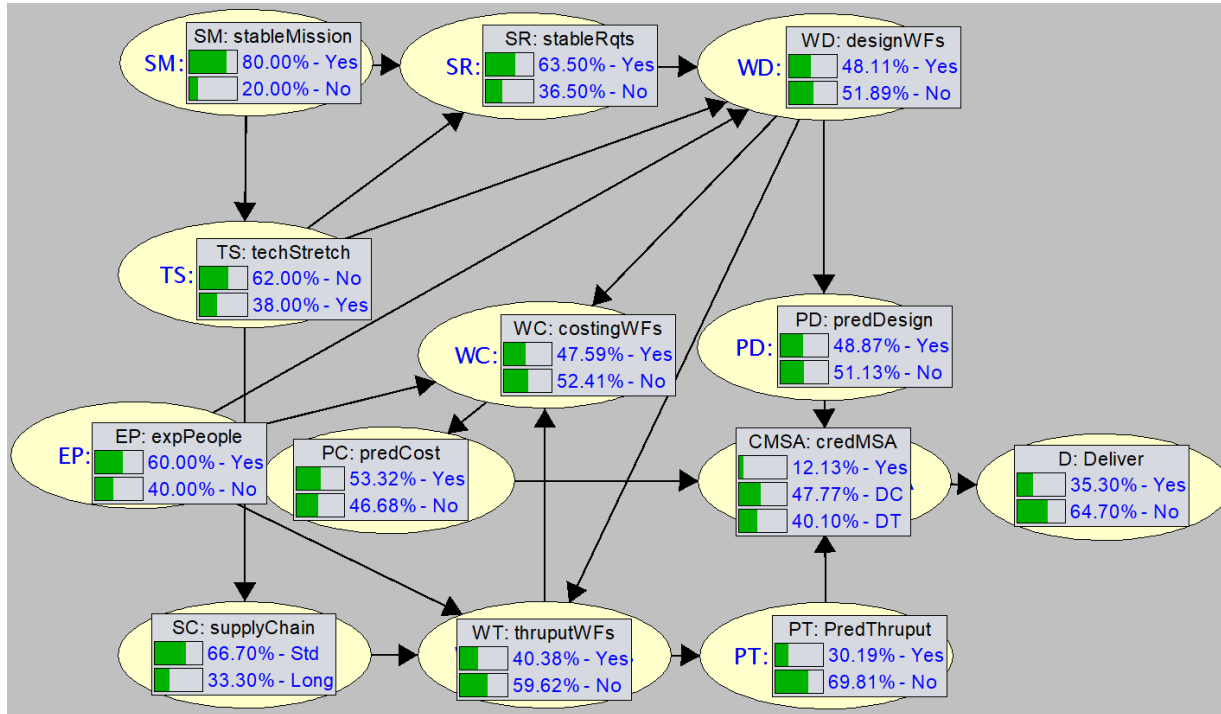 SM:
SM: stableMission
80.00% - Yes
20.00% - No
SR:
SR: stableRqts
63.50% - Yes
36.50% - No
WD:
WD: designWFs
48.11% - Yes
51.89% - No
TS:
TS: techStretch
62.00% - No
38.00% - Yes
WC:
WC: costingWFs
47.59% - Yes
52.41% - No
PD:
PD: predDesign
48.87% - Yes
51.13% - No
EP:
EP: expPeople
60.00% - Yes
40.00% - No
PC: predCost
53.32% - Yes
46.68% - No
CMSA: credMSA
12.13% - Yes
47.77% - DC
40.10% - DT
D: Deliver
35.30% - Yes
64.70% - No
SC: supplyChain
66.70% - Std
33.30% - Long
WT: thruputWFs
40.38% - Yes
59.62% - No
PT:
PT: PredThruput
30.19% - Yes
69.81% - No